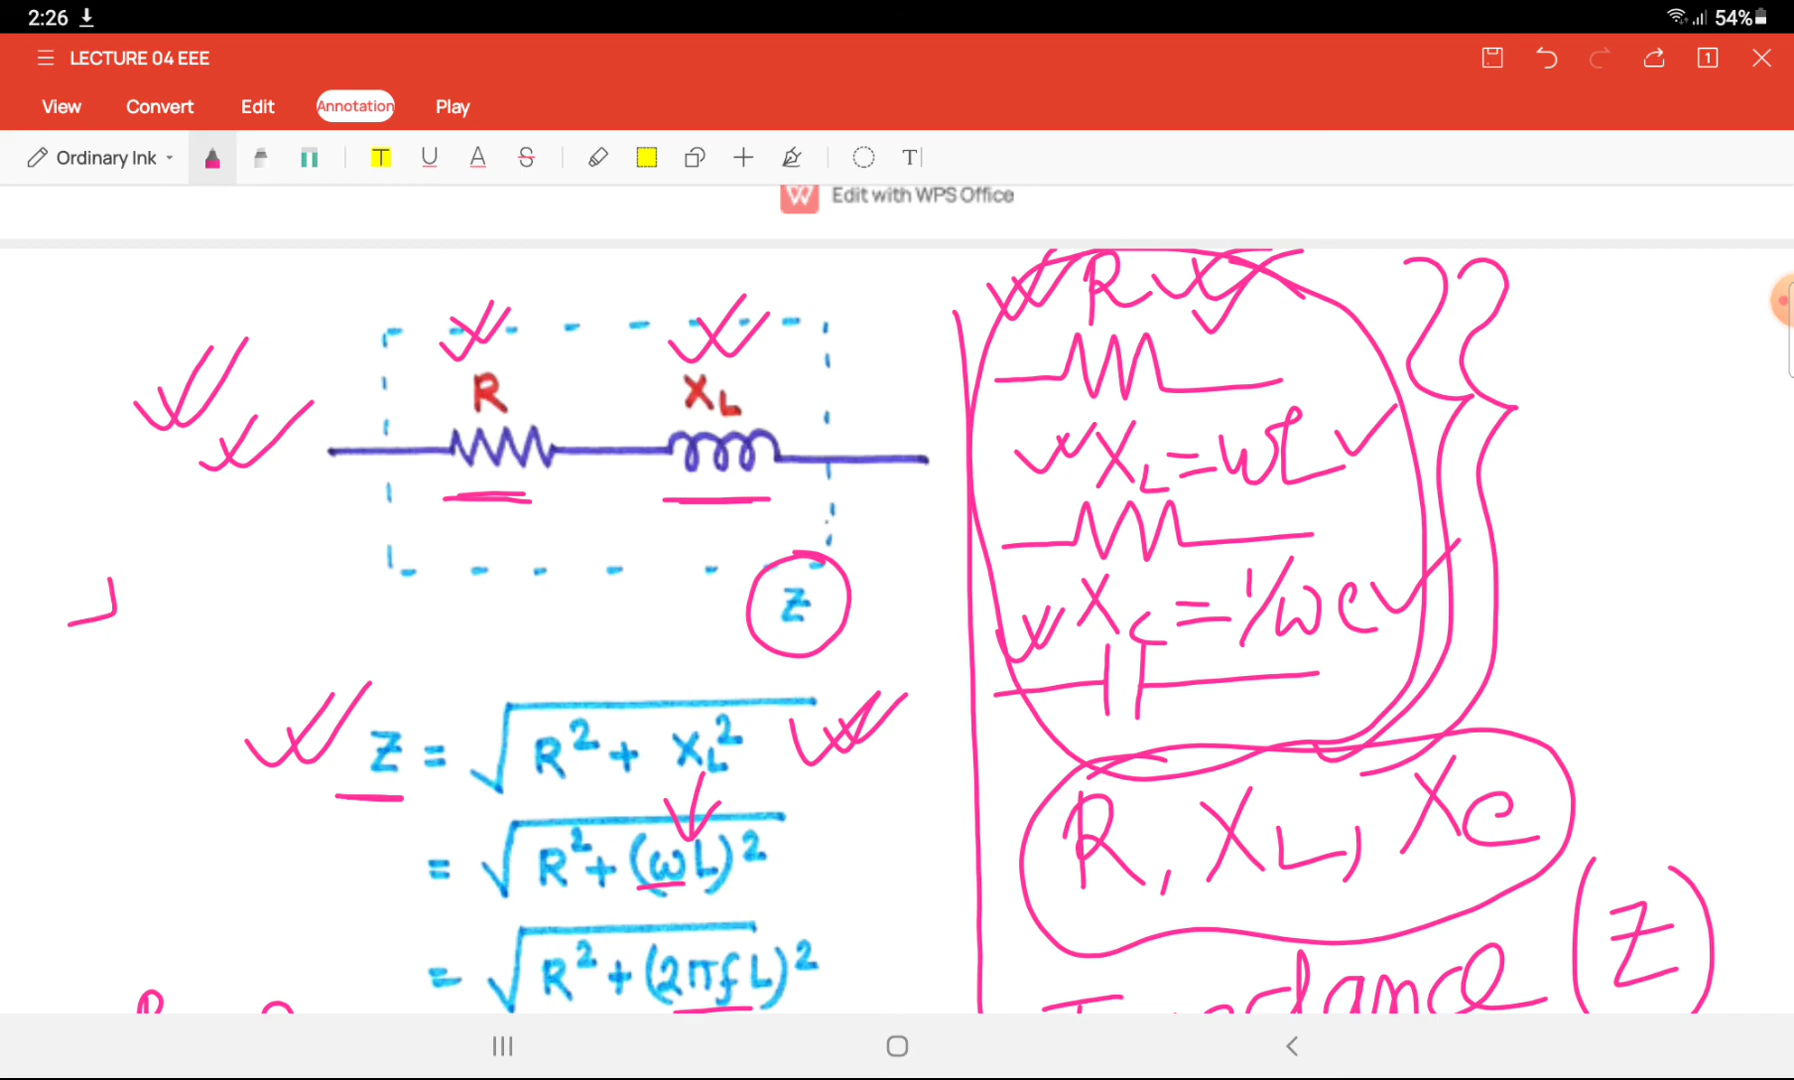 2:26
54%
LECTURE 04 EEE
1
View Convert Edit Annotation Play
Ordinary Ink T U A S T
W Edit with WPS Office
R XL
Z
Z = √R² + XL²
= √R² + (ωL)²
= √R² + (2πfL)²
R
XL = ωL
Xc = 1/ωC
R, XL, Xc
(Z)